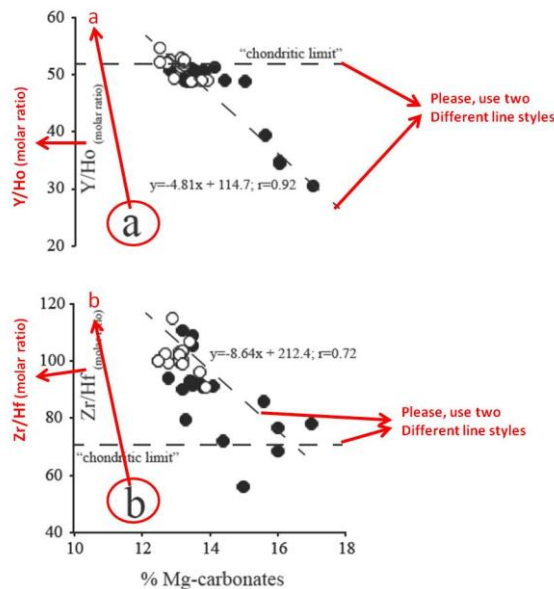 60
a
50
"chondritic limit"
Please, use two
Different line styles
Y/Ho (molar ratio)
Y/Ho (molar ratio)
40
30
y=-4.81x + 114.7; r=0.92
a
20
b
120
100
y=-8.64x + 212.4; r=0.72
Zr/Hf (molar ratio)
Zr/Hf (molar ratio)
80
Please, use two
Different line styles
"chondritic limit"
60
b
40
10
12
14
16
18
% Mg-carbonates